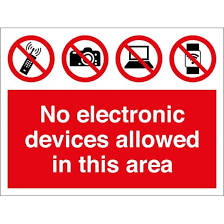 No electronic
devices allowed
in this area